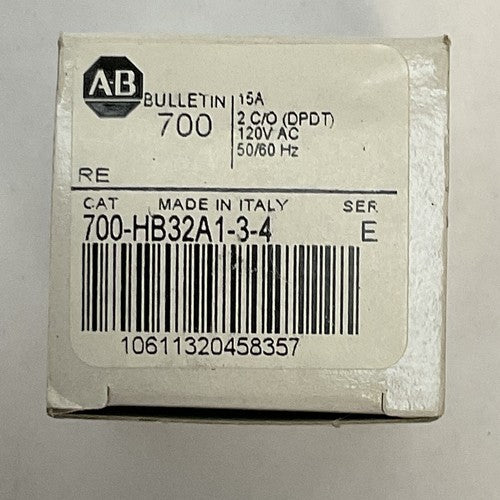 A-B
BULLETIN
700
15A
2 C/O (DPDT)
120V AC
50/60 Hz
RE
CAT MADE IN ITALY SER
700-HB32A1-3-4 E
10611320458357